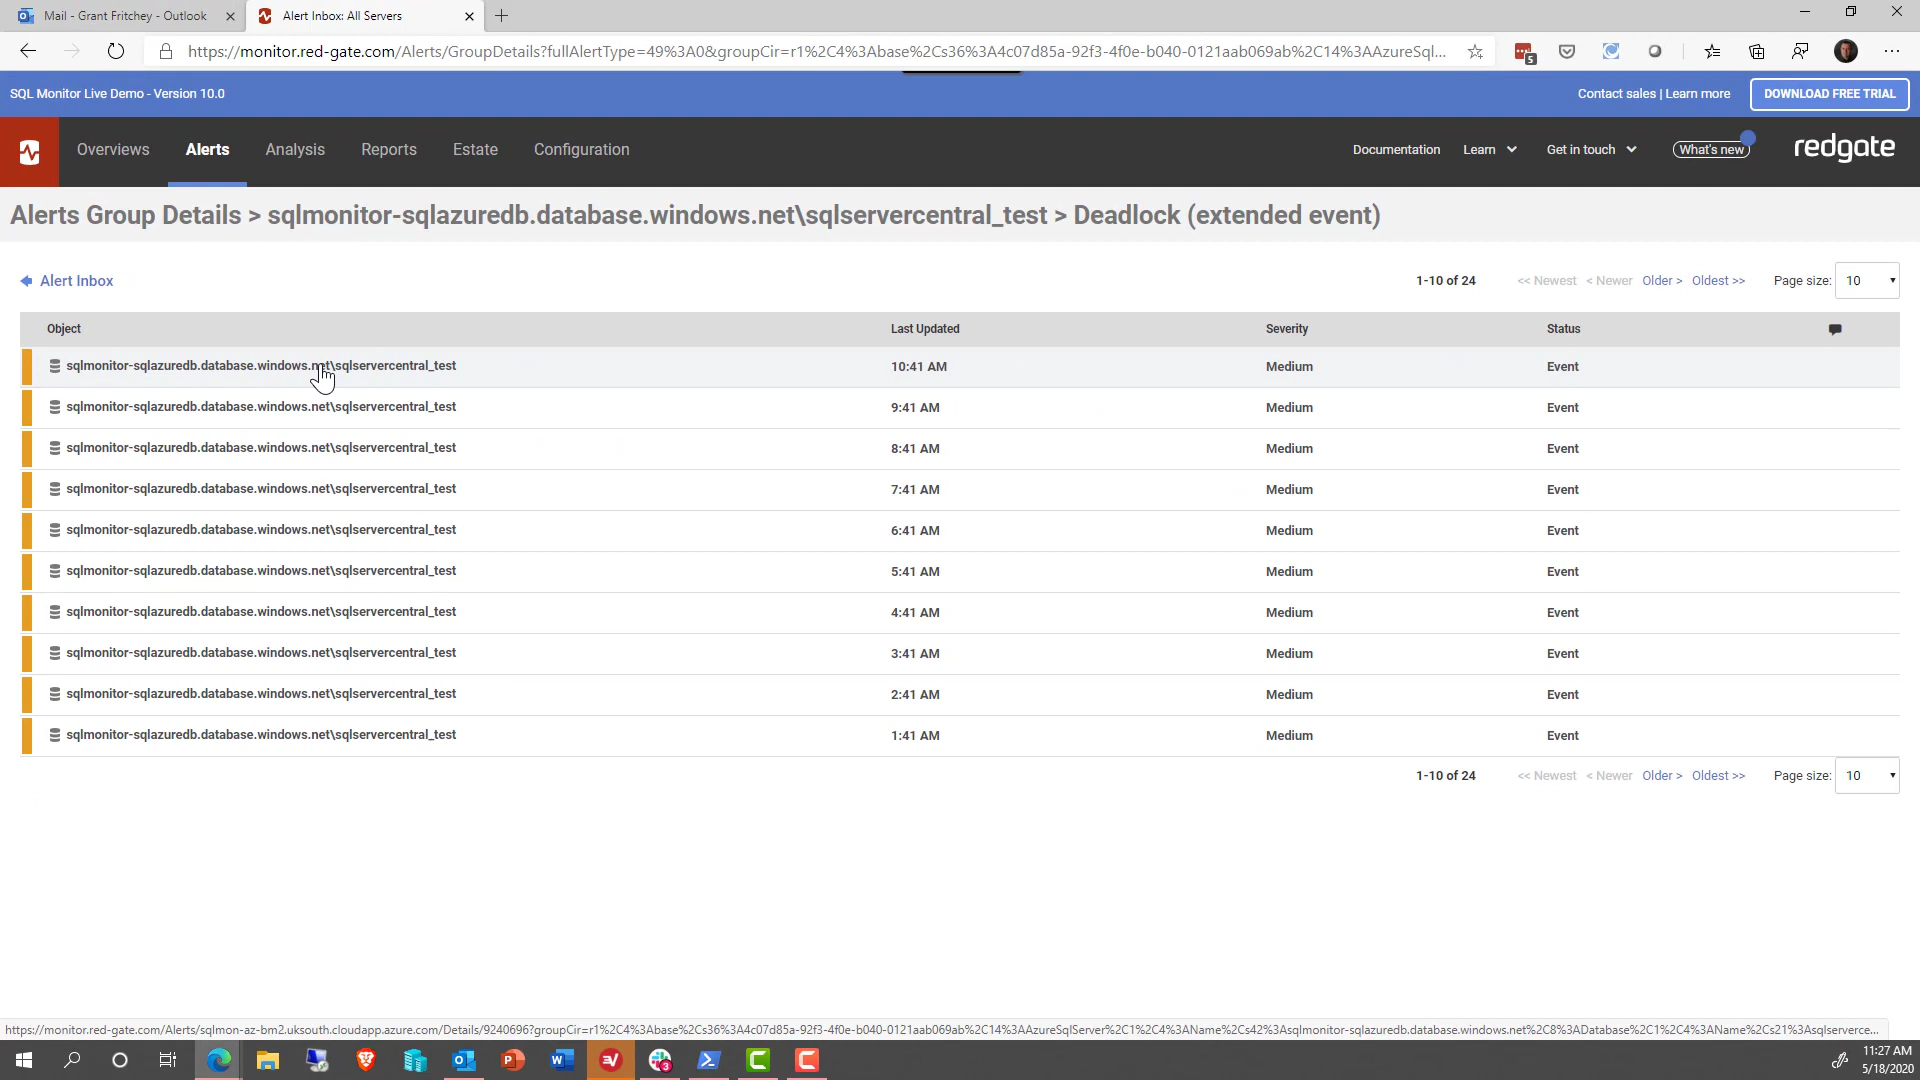 Mail - Grant Fritchey - Outlook
Alert Inbox: All Servers
https://monitor.red-gate.com/Alerts/GroupDetails?fullAlertType=49%3A0&groupCir=r1%2C4%3Abase%2Cs36%3A4c07d85a-92f3-4f0e-b040-0121aab069ab%2C14%3AAzureSql...
5
SQL Monitor Live Demo - Version 10.0
Contact sales | Learn more
DOWNLOAD FREE TRIAL
Overviews
Alerts
Analysis
Reports
Estate
Configuration
Documentation
Learn
Get in touch
What's new
redgate
Alerts Group Details > sqlmonitor-sqlazuredb.database.windows.net\sqlservercentral_test > Deadlock (extended event)
Alert Inbox
1-10 of 24 << Newest < Newer Older > Oldest >> Page size: 10
Object Last Updated Severity Status
sqlmonitor-sqlazuredb.database.windows.net\sqlservercentral_test 10:41 AM Medium Event
sqlmonitor-sqlazuredb.database.windows.net\sqlservercentral_test 9:41 AM Medium Event
sqlmonitor-sqlazuredb.database.windows.net\sqlservercentral_test 8:41 AM Medium Event
sqlmonitor-sqlazuredb.database.windows.net\sqlservercentral_test 7:41 AM Medium Event
sqlmonitor-sqlazuredb.database.windows.net\sqlservercentral_test 6:41 AM Medium Event
sqlmonitor-sqlazuredb.database.windows.net\sqlservercentral_test 5:41 AM Medium Event
sqlmonitor-sqlazuredb.database.windows.net\sqlservercentral_test 4:41 AM Medium Event
sqlmonitor-sqlazuredb.database.windows.net\sqlservercentral_test 3:41 AM Medium Event
sqlmonitor-sqlazuredb.database.windows.net\sqlservercentral_test 2:41 AM Medium Event
sqlmonitor-sqlazuredb.database.windows.net\sqlservercentral_test 1:41 AM Medium Event
1-10 of 24 << Newest < Newer Older > Oldest >> Page size: 10
https://monitor.red-gate.com/Alerts/sqlmon-az-bm2.uksouth.cloudapp.azure.com/Details/9240696?groupCir=r1%2C4%3Abase%2Cs36%3A4c07d85a-92f3-4f0e-b040-0121aab069ab%2C14%3AAzureSqlServer%2C1%2C4%3AName%2Cs42%3Asqlmonitor-sqlazuredb.database.windows.net%2C8%3ADatabase%2C1%2C4%3AName%2Cs21%3Asqlserverce...
11:27 AM
5/18/2020